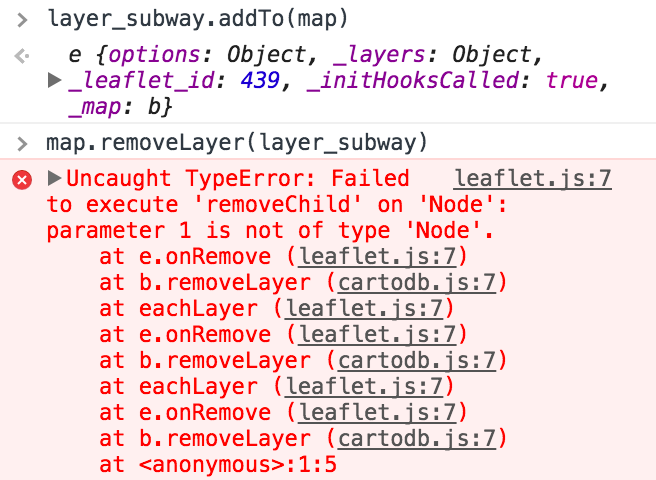 layer_subway.addTo(map)
e {options: Object, _layers: Object,
_leaflet_id: 439, _initHooksCalled: true,
_map: b}
map.removeLayer(layer_subway)
Uncaught TypeError: Failed leaflet.js:7
to execute 'removeChild' on 'Node':
parameter 1 is not of type 'Node'.
at e.onRemove (leaflet.js:7)
at b.removeLayer (cartodb.js:7)
at eachLayer (leaflet.js:7)
at e.onRemove (leaflet.js:7)
at b.removeLayer (cartodb.js:7)
at eachLayer (leaflet.js:7)
at e.onRemove (leaflet.js:7)
at b.removeLayer (cartodb.js:7)
at <anonymous>:1:5